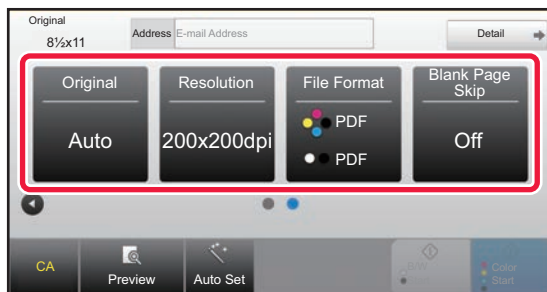 Original
8½x11
Address E-mail Address
Detail
Original
Auto
Resolution
200x200dpi
File Format
PDF
PDF
Blank Page
Skip
Off
CA
Preview
Auto Set
B/W
Start
Color
Start